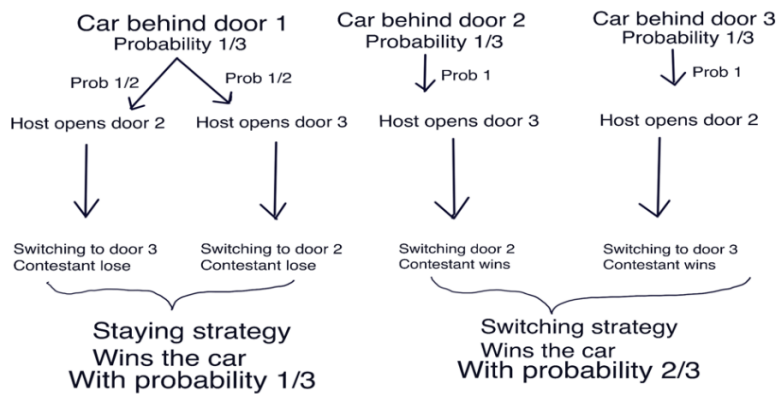 Car behind door 1
Probability 1/3
Prob 1/2
Prob 1/2
Host opens door 2
Host opens door 3
Switching to door 3
Contestant lose
Switching to door 2
Contestant lose
Staying strategy
Wins the car
With probability 1/3
Car behind door 2
Probability 1/3
Prob 1
Host opens door 3
Switching door 2
Contestant wins
Car behind door 3
Probability 1/3
Prob 1
Host opens door 2
Switching to door 3
Contestant wins
Switching strategy
Wins the car
With probability 2/3